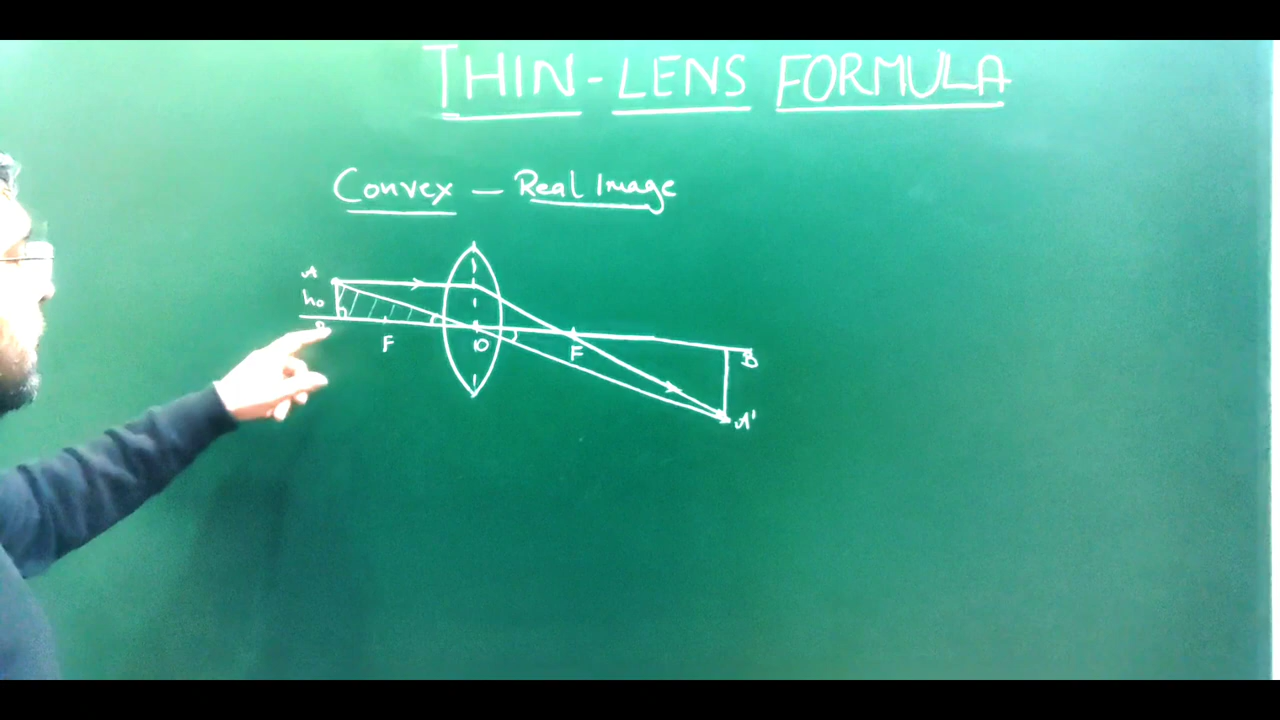 THIN-LENS FORMULA
Convex — Real Image
A
h₀
F
O
F
B
A'